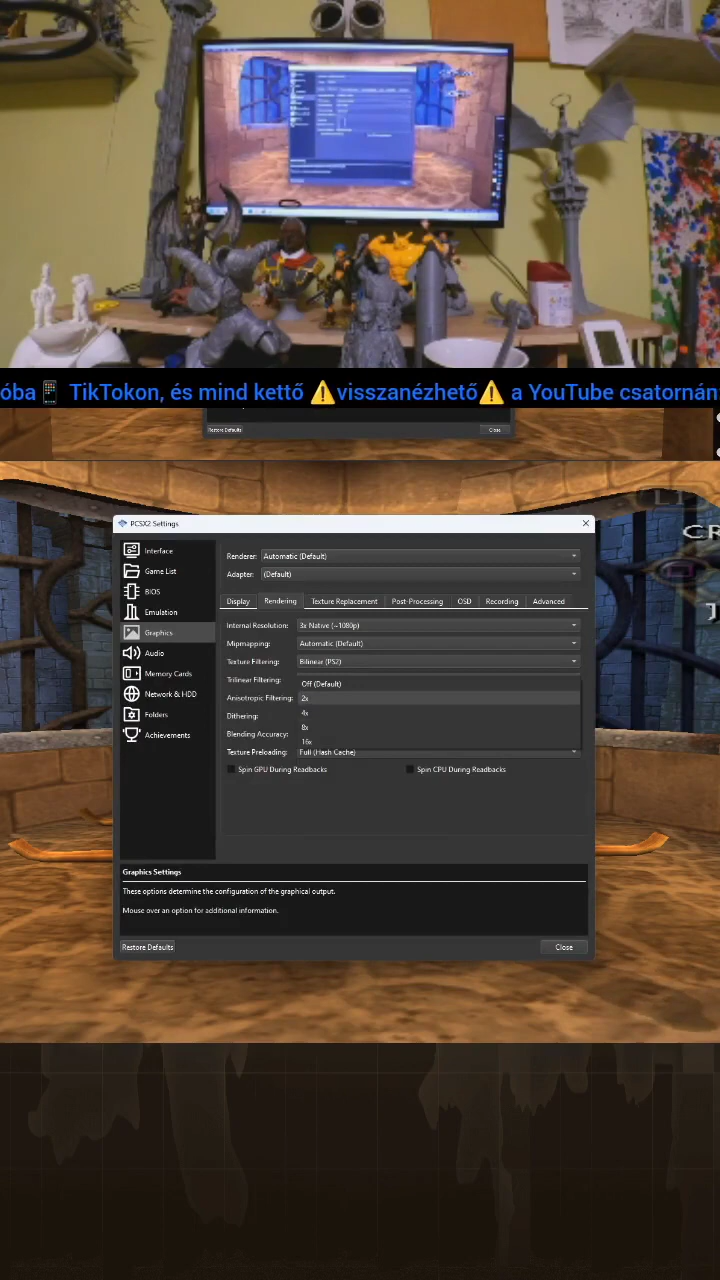 óba📱 TikTokon, és mind kettő ⚠️visszanézhető⚠️ a YouTube csatornán
Restore Defaults
Close
PCSX2 Settings
Interface
Game List
BIOS
Emulation
Graphics
Audio
Memory Cards
Network & HDD
Folders
Achievements
Renderer: Automatic (Default)
Adapter: (Default)
Display Rendering Texture Replacement Post-Processing OSD Recording Advanced
Internal Resolution: 3x Native (~1080p)
Mipmapping: Automatic (Default)
Texture Filtering: Bilinear (PS2)
Trilinear Filtering:
Off (Default)
Anisotropic Filtering: 2x
4x
Dithering:
8x
Blending Accuracy:
16x
Texture Preloading: Full (Hash Cache)
Spin GPU During Readbacks Spin CPU During Readbacks
Graphics Settings
These options determine the configuration of the graphical output.
Mouse over an option for additional information.
Restore Defaults
Close
CR